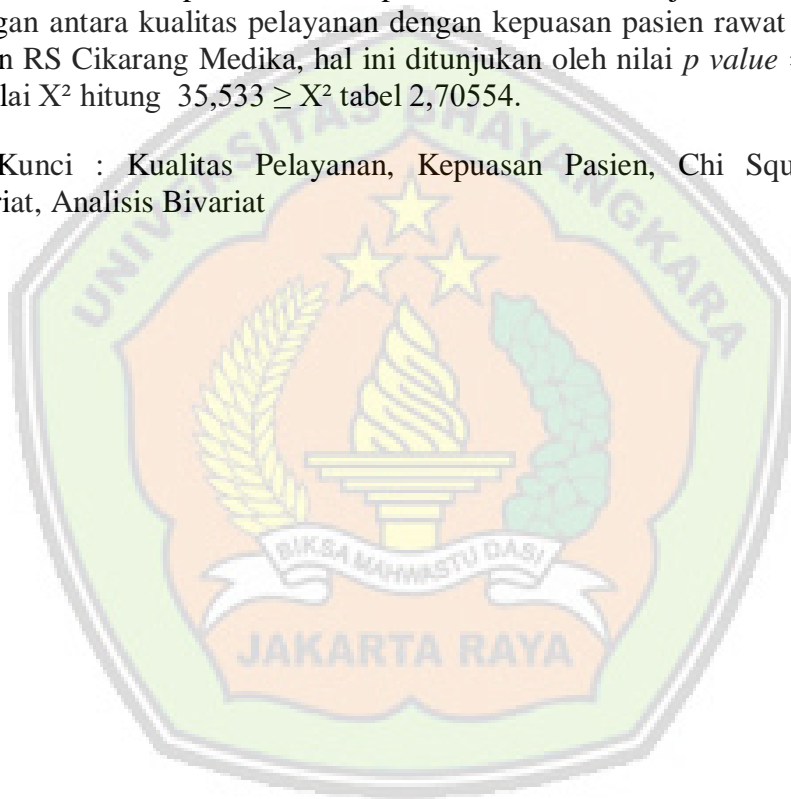 gan antara kualitas pelayanan dengan kepuasan pasien rawat
n RS Cikarang Medika, hal ini ditunjukan oleh nilai p value
lai X² hitung 35,533 ≥ X² tabel 2,70554.
Kunci : Kualitas Pelayanan, Kepuasan Pasien, Chi Squ
riat, Analisis Bivariat
UNIVERSITAS BHAYANGKARA
BIKSA MAHWASTU DASI
JAKARTA RAYA